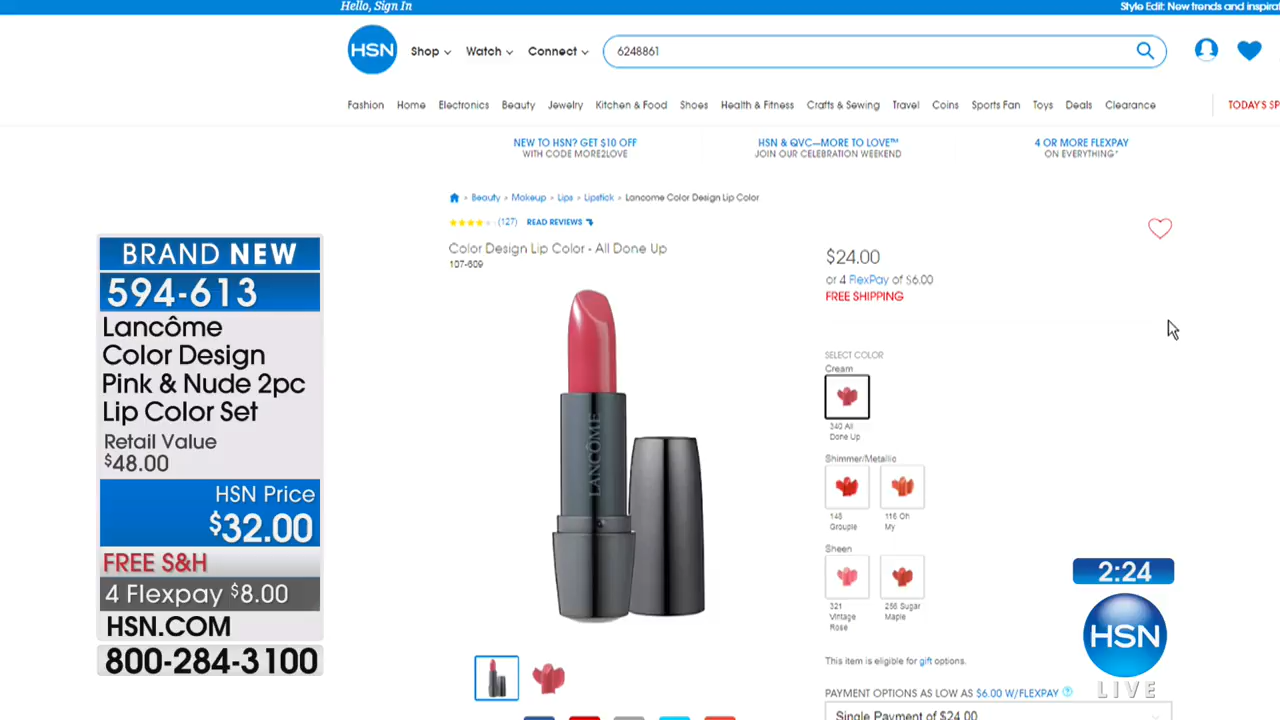 Hello, Sign In
Style Edit: New trends and inspira
HSN
Shop
Watch
Connect
6248861
Fashion
Home
Electronics
Beauty
Jewelry
Kitchen & Food
Shoes
Health & Fitness
Crafts & Sewing
Travel
Coins
Sports Fan
Toys
Deals
Clearance
TODAY'S SP
NEW TO HSN? GET $10 OFF
WITH CODE MORE2LOVE
HSN & QVC—MORE TO LOVE™
JOIN OUR CELEBRATION WEEKEND
4 OR MORE FLEXPAY
ON EVERYTHING*
Beauty > Makeup > Lips > Lipstick > Lancome Color Design Lip Color
(127) READ REVIEWS
Color Design Lip Color - All Done Up
107-609
$24.00
or 4 FlexPay of $6.00
FREE SHIPPING
SELECT COLOR
Cream
340 All
Done Up
Shimmer/Metallic
148
Groupie
116 Oh
My
Sheen
321
Vintage
Rose
256 Sugar
Maple
This item is eligible for gift options.
PAYMENT OPTIONS AS LOW AS $6.00 W/FLEXPAY
Single Payment of $24.00
LANCÔME
BRAND NEW
594-613
Lancôme
Color Design
Pink & Nude 2pc
Lip Color Set
Retail Value
$48.00
HSN Price
$32.00
FREE S&H
4 Flexpay $8.00
HSN.COM
800-284-3100
2:24
HSN
LIVE